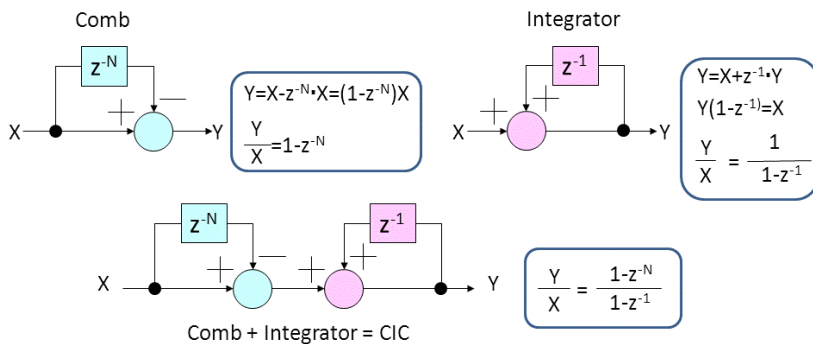 Comb
z-N
+
−
X
Y
Y=X-z-N·X=(1-z-N)X
Y
X
=1-z-N
Integrator
z-1
+
+
X
Y
Y=X+z-1·Y
Y(1-z-1)=X
Y
X
=
1
1-z-1
z-N
z-1
+
−
+
+
X
Y
Comb + Integrator = CIC
Y
X
=
1-z-N
1-z-1